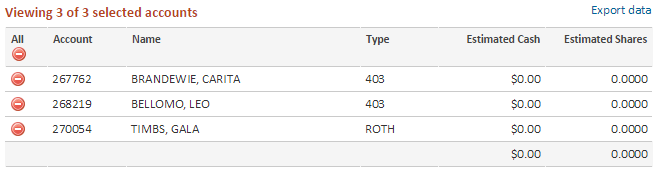 Viewing 3 of 3 selected accounts Export data
All Account Name Type Estimated Cash Estimated Shares
267762 BRANDEWIE, CARITA 403 $0.00 0.0000
268219 BELLOMO, LEO 403 $0.00 0.0000
270054 TIMBS, GALA ROTH $0.00 0.0000
$0.00 0.0000